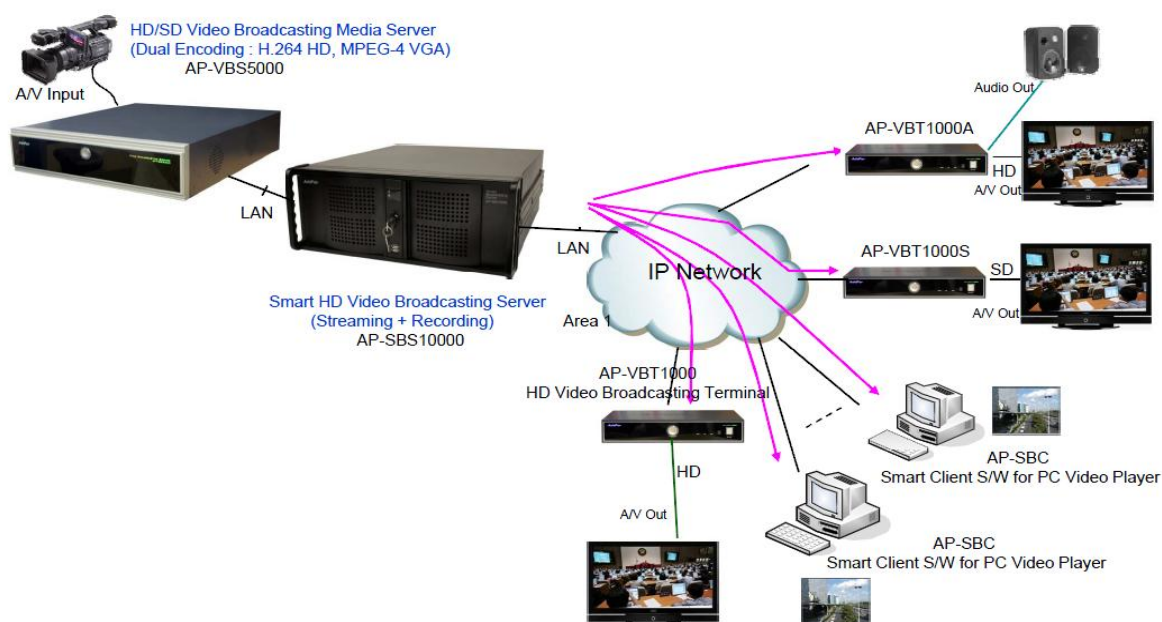 HD/SD Video Broadcasting Media Server
(Dual Encoding : H.264 HD, MPEG-4 VGA)
AP-VBS5000
A/V Input
LAN
Smart HD Video Broadcasting Server
(Streaming + Recording)
AP-SBS10000
LAN
IP Network
Area 1
Audio Out
AP-VBT1000A
HD
A/V Out
AP-VBT1000S
SD
A/V Out
AP-VBT1000
HD Video Broadcasting Terminal
HD
A/V Out
AP-SBC
Smart Client S/W for PC Video Player
AP-SBC
Smart Client S/W for PC Video Player